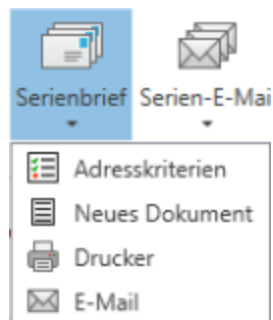 Serienbrief Serien-E-Mai
Adresskriterien
Neues Dokument
Drucker
E-Mail